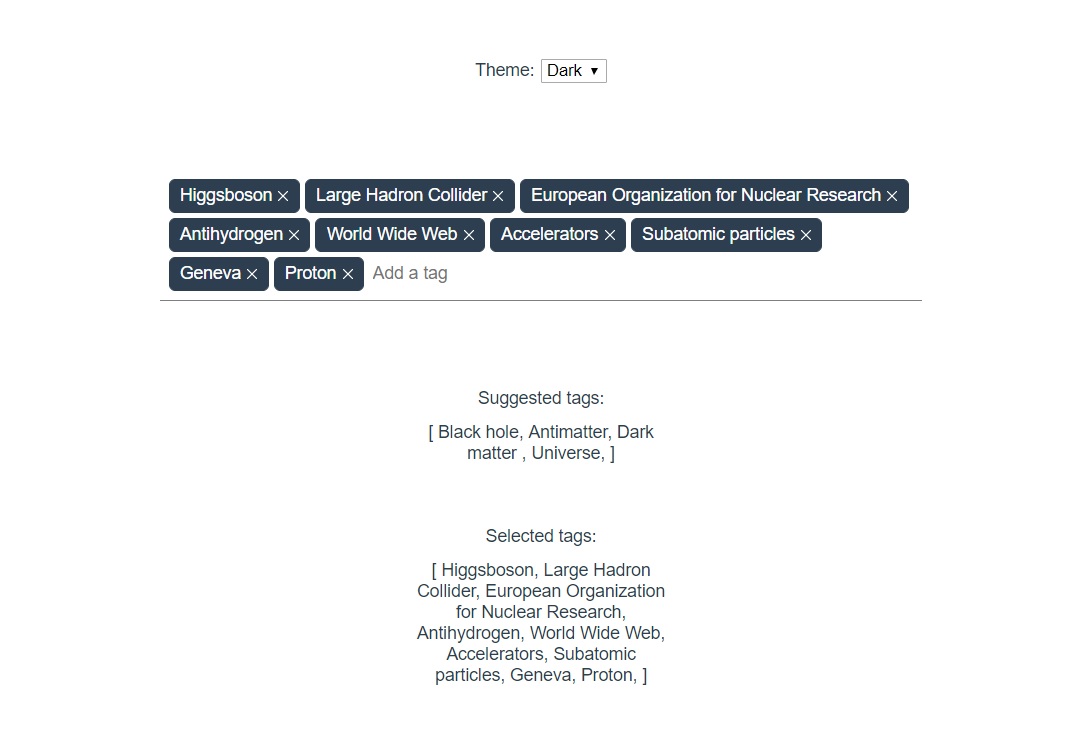 Theme: Dark ▼
Higgsboson × Large Hadron Collider × European Organization for Nuclear Research ×
Antihydrogen × World Wide Web × Accelerators × Subatomic particles ×
Geneva × Proton × Add a tag
Suggested tags:
[ Black hole, Antimatter, Dark
matter , Universe, ]
Selected tags:
[ Higgsboson, Large Hadron
Collider, European Organization
for Nuclear Research,
Antihydrogen, World Wide Web,
Accelerators, Subatomic
particles, Geneva, Proton, ]